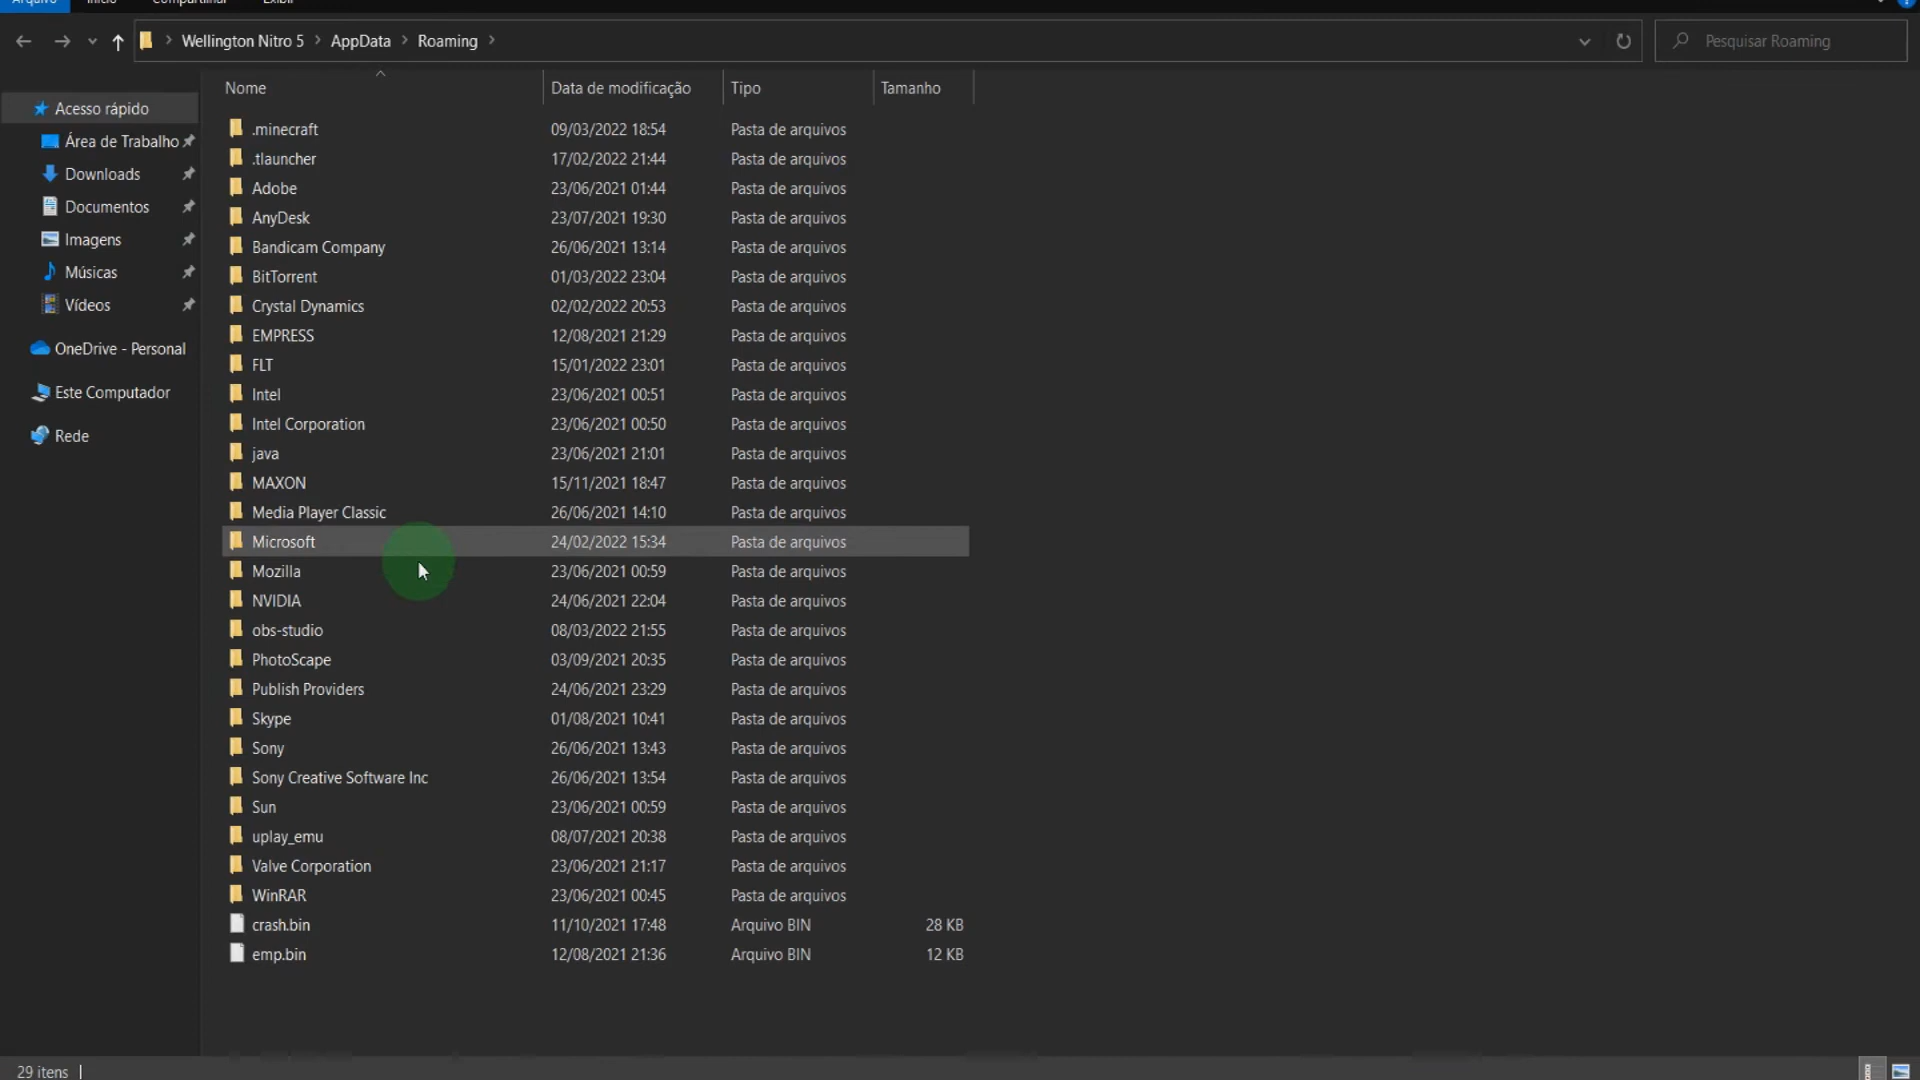 Arquivo Início Compartilhar Exibir
Wellington Nitro 5 > AppData > Roaming >
Pesquisar Roaming
Nome Data de modificação Tipo Tamanho
Acesso rápido
Área de Trabalho
Downloads
Documentos
Imagens
Músicas
Vídeos
OneDrive - Personal
Este Computador
Rede
.minecraft 09/03/2022 18:54 Pasta de arquivos
.tlauncher 17/02/2022 21:44 Pasta de arquivos
Adobe 23/06/2021 01:44 Pasta de arquivos
AnyDesk 23/07/2021 19:30 Pasta de arquivos
Bandicam Company 26/06/2021 13:14 Pasta de arquivos
BitTorrent 01/03/2022 23:04 Pasta de arquivos
Crystal Dynamics 02/02/2022 20:53 Pasta de arquivos
EMPRESS 12/08/2021 21:29 Pasta de arquivos
FLT 15/01/2022 23:01 Pasta de arquivos
Intel 23/06/2021 00:51 Pasta de arquivos
Intel Corporation 23/06/2021 00:50 Pasta de arquivos
java 23/06/2021 21:01 Pasta de arquivos
MAXON 15/11/2021 18:47 Pasta de arquivos
Media Player Classic 26/06/2021 14:10 Pasta de arquivos
Microsoft 24/02/2022 15:34 Pasta de arquivos
Mozilla 23/06/2021 00:59 Pasta de arquivos
NVIDIA 24/06/2021 22:04 Pasta de arquivos
obs-studio 08/03/2022 21:55 Pasta de arquivos
PhotoScape 03/09/2021 20:35 Pasta de arquivos
Publish Providers 24/06/2021 23:29 Pasta de arquivos
Skype 01/08/2021 10:41 Pasta de arquivos
Sony 26/06/2021 13:43 Pasta de arquivos
Sony Creative Software Inc 26/06/2021 13:54 Pasta de arquivos
Sun 23/06/2021 00:59 Pasta de arquivos
uplay_emu 08/07/2021 20:38 Pasta de arquivos
Valve Corporation 23/06/2021 21:17 Pasta de arquivos
WinRAR 23/06/2021 00:45 Pasta de arquivos
crash.bin 11/10/2021 17:48 Arquivo BIN 28 KB
emp.bin 12/08/2021 21:36 Arquivo BIN 12 KB
29 itens